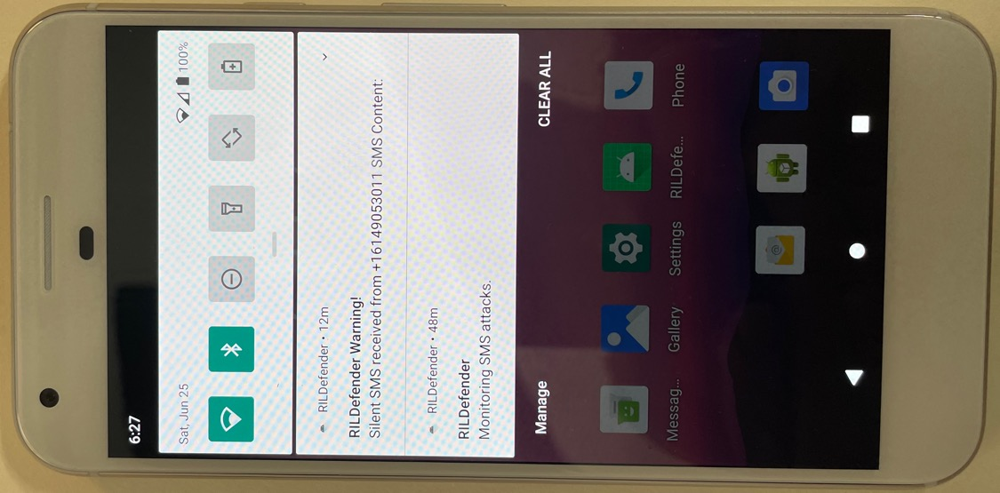 6:27
Sat, Jun 25
100%
RILDefender • 12m
RILDefender Warning!
Silent SMS received from +16149053011 SMS Content:
RILDefender • 48m
RILDefender
Monitoring SMS attacks.
Manage
CLEAR ALL
Messag...
Gallery
Settings
RILDefe...
Phone